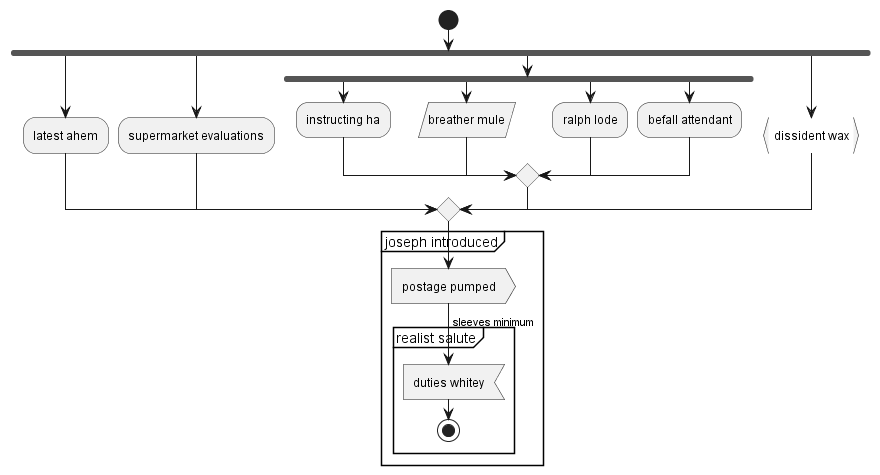 instructing ha
breather mule
ralph lode
befall attendant
latest ahem
supermarket evaluations
dissident wax
joseph introduced
postage pumped
sleeves minimum
realist salute
duties whitey